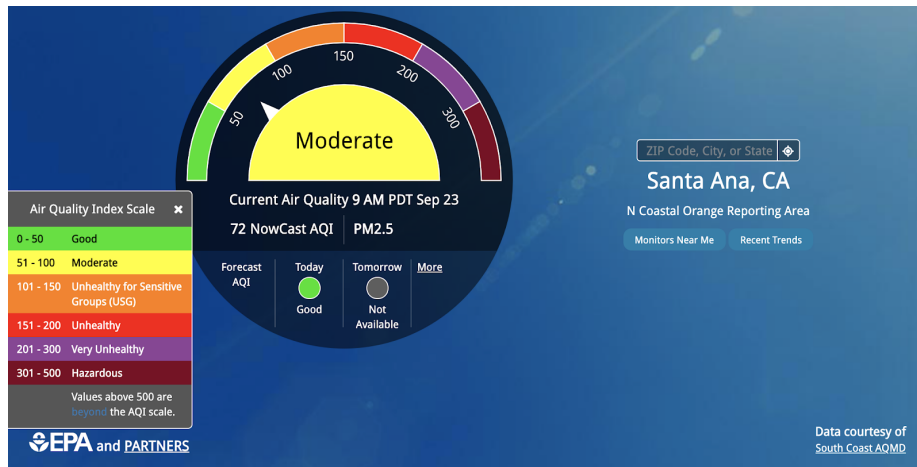 50
100
150
200
300
Moderate
Current Air Quality 9 AM PDT Sep 23
72 NowCast AQI
PM2.5
Forecast
AQI
Today
Good
Tomorrow
Not
Available
More
ZIP Code, City, or State
Santa Ana, CA
N Coastal Orange Reporting Area
Monitors Near Me
Recent Trends
Air Quality Index Scale ✖
0 - 50 Good
51 - 100 Moderate
101 - 150 Unhealthy for Sensitive
Groups (USG)
151 - 200 Unhealthy
201 - 300 Very Unhealthy
301 - 500 Hazardous
Values above 500 are
beyond the AQI scale.
EPA and PARTNERS
Data courtesy of
South Coast AQMD